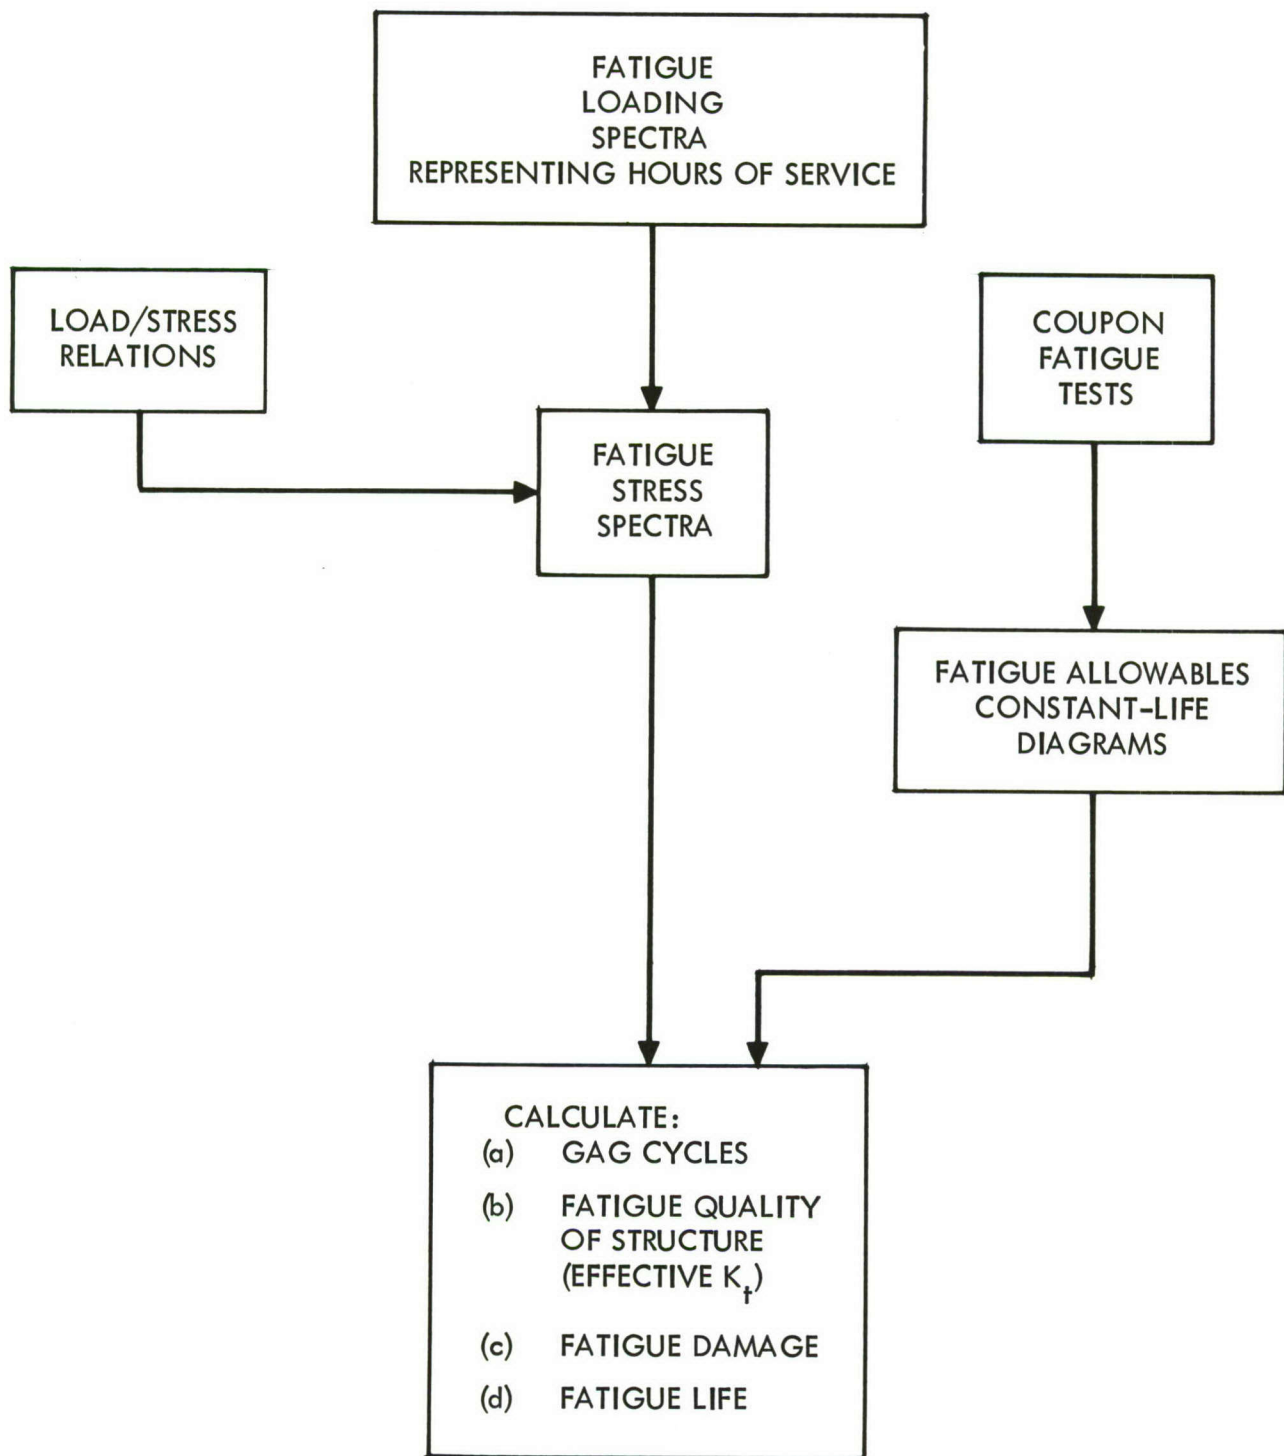 FATIGUE
LOADING
SPECTRA
REPRESENTING HOURS OF SERVICE
LOAD/STRESS
RELATIONS
COUPON
FATIGUE
TESTS
FATIGUE
STRESS
SPECTRA
FATIGUE ALLOWABLES
CONSTANT-LIFE
DIAGRAMS
CALCULATE:
(a) GAG CYCLES
(b) FATIGUE QUALITY
OF STRUCTURE
(EFFECTIVE Kt)
(c) FATIGUE DAMAGE
(d) FATIGUE LIFE